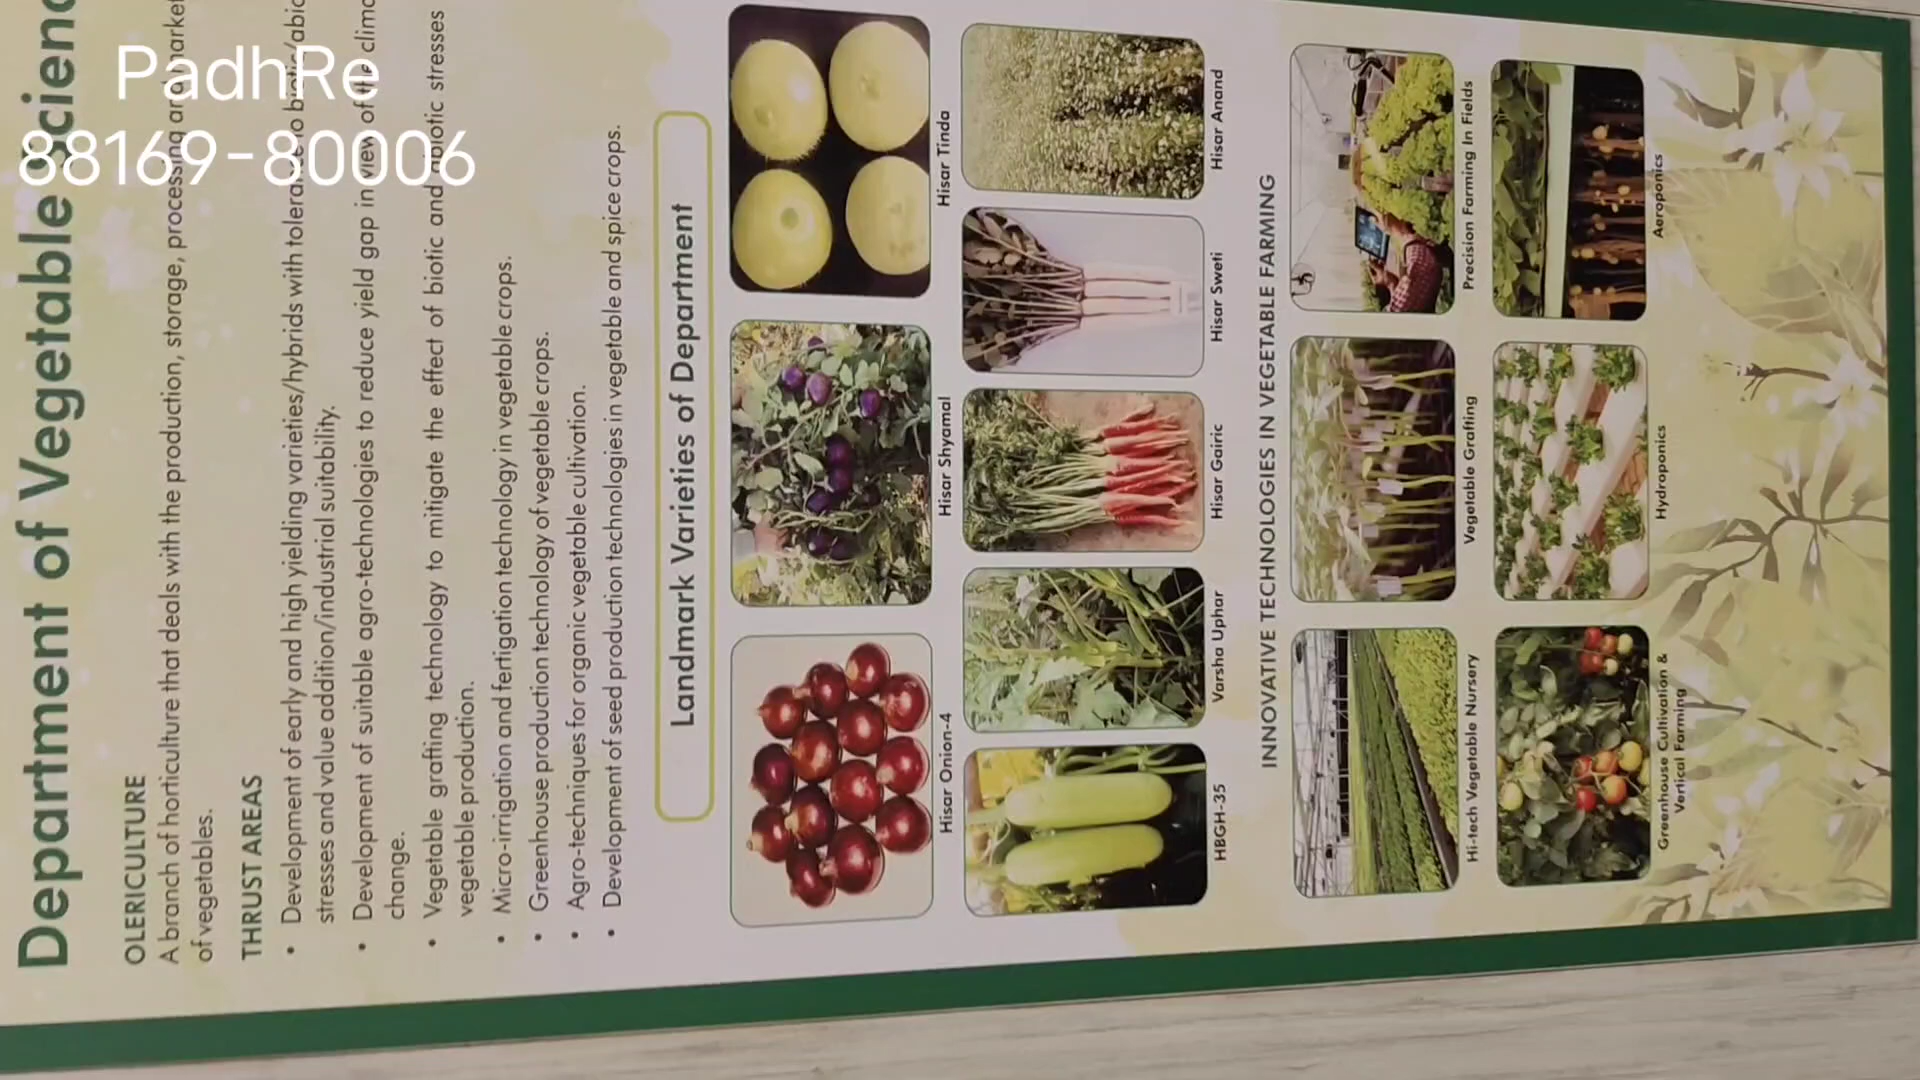 PadhRe
88169-80006
Department of Vegetable Scienc
OLERICULTURE
A branch of horticulture that deals with the production, storage, processing and market
of vegetables.
THRUST AREAS
• Development of early and high yielding varieties/hybrids with tolerance to biotic/abio
stresses and value addition/industrial suitability.
• Development of suitable agro-technologies to reduce yield gap in view of the clima
change.
• Vegetable grafting technology to mitigate the effect of biotic and abiotic stresses
vegetable production.
• Micro-irrigation and fertigation technology in vegetable crops.
• Greenhouse production technology of vegetable crops.
• Agro-techniques for organic vegetable cultivation.
• Development of seed production technologies in vegetable and spice crops.
Landmark Varieties of Department
Hisar Onion-4
Hisar Shyamal
Hisar Tinda
HBGH-35
Varsha Uphar
Hisar Gairic
Hisar Sweti
Hisar Anand
INNOVATIVE TECHNOLOGIES IN VEGETABLE FARMING
Hi-tech Vegetable Nursery
Vegetable Grafting
Precision Farming In Fields
Greenhouse Cultivation &
Vertical Farming
Hydroponics
Aeroponics